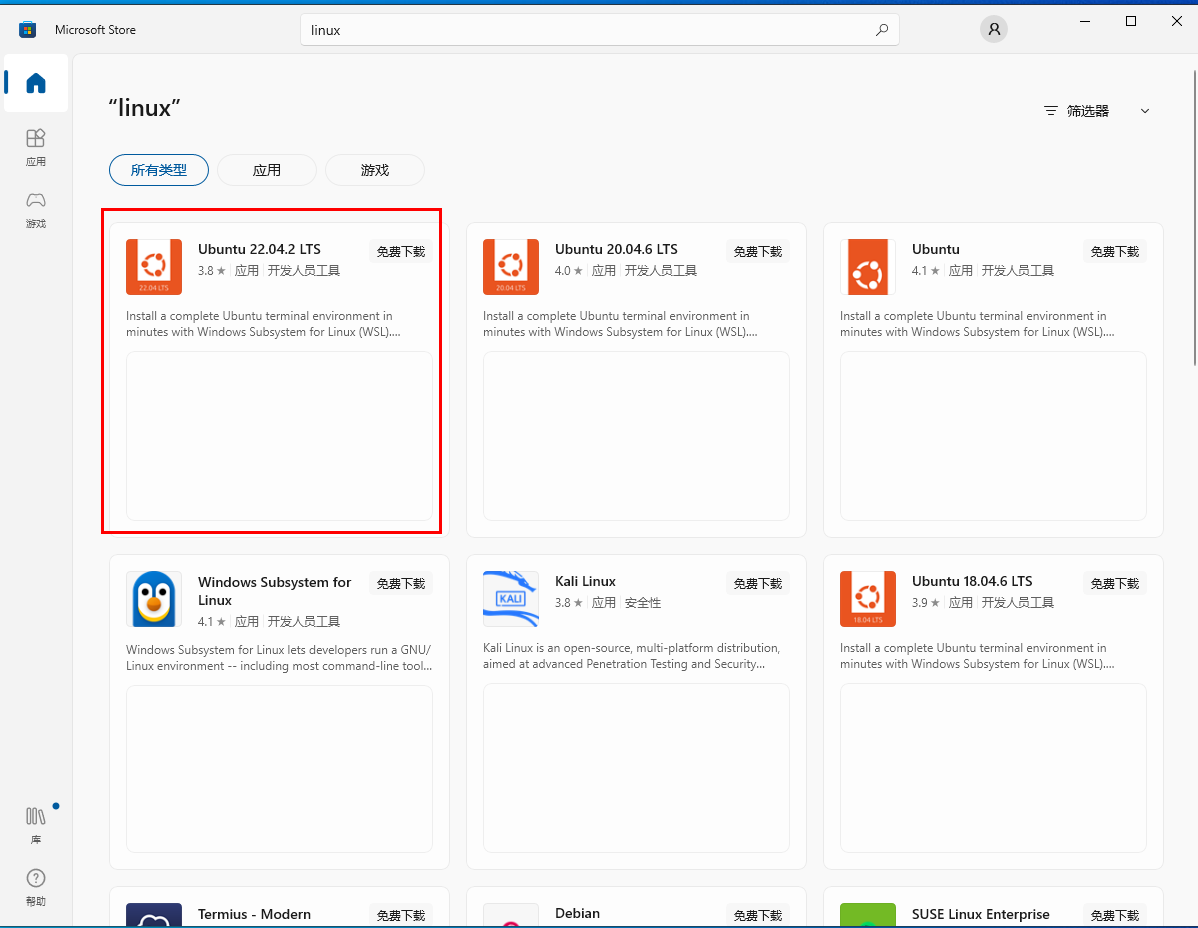 Microsoft Store
linux
“linux”
筛选器
所有类型
应用
游戏
应用
游戏
库
帮助
Ubuntu 22.04.2 LTS
免费下载
3.8 ★ 应用 开发人员工具
22.04 LTS
Install a complete Ubuntu terminal environment in
minutes with Windows Subsystem for Linux (WSL)....
Ubuntu 20.04.6 LTS
免费下载
4.0 ★ 应用 开发人员工具
20.04 LTS
Install a complete Ubuntu terminal environment in
minutes with Windows Subsystem for Linux (WSL)....
Ubuntu
免费下载
4.1 ★ 应用 开发人员工具
Install a complete Ubuntu terminal environment in
minutes with Windows Subsystem for Linux (WSL)....
Windows Subsystem for
Linux
免费下载
4.1 ★ 应用 开发人员工具
Windows Subsystem for Linux lets developers run a GNU/
Linux environment -- including most command-line tool...
Kali Linux
免费下载
3.8 ★ 应用 安全性
KALI
Kali Linux is an open-source, multi-platform distribution,
aimed at advanced Penetration Testing and Security...
Ubuntu 18.04.6 LTS
免费下载
3.9 ★ 应用 开发人员工具
18.04 LTS
Install a complete Ubuntu terminal environment in
minutes with Windows Subsystem for Linux (WSL)....
Termius - Modern
免费下载
Debian
免费下载
SUSE Linux Enterprise
免费下载